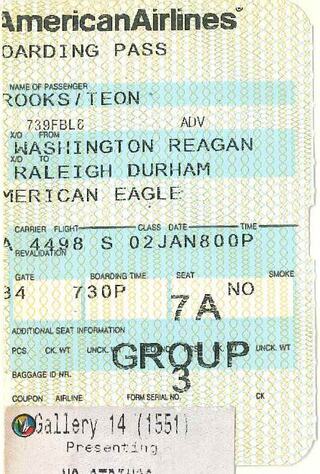 AmericanAirlines®
OARDING PASS
NAME OF PASSENGER
ROOKS/TEON
739FBL8 ADV
X/O FROM
WASHINGTON REAGAN
X/O TO
RALEIGH DURHAM
MERICAN EAGLE
CARRIER FLIGHT CLASS DATE TIME
A 4498 S 02JAN800P
REVALIDATION
GATE BOARDING TIME SEAT SMOKE
34 730P 7A NO
ADDITIONAL SEAT INFORMATION
PCS. CK. WT UNCK. UNCK. WT
GROUP
3
BAGGAGE ID NR.
COUPON AIRLINE FORM SERIAL NO. CK
Gallery 14 (1551)
Presenting